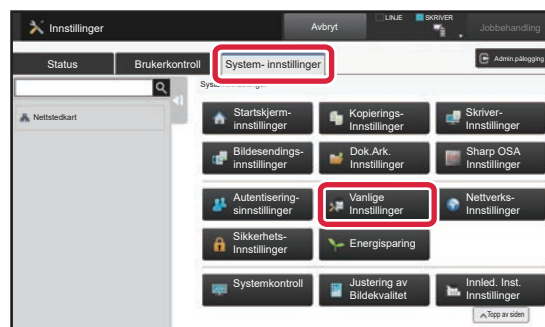 Innstillinger
Avbryt
LINJE
SKRIVER
Jobbehandling
Status
Brukerkontroll
System- innstillinger
Admin.pålogging
Nettstedkart
Startskjerm-
innstillinger
Kopierings-
Innstillinger
Skriver-
Innstillinger
Bildesendings-
innstillinger
Dok.Ark.
Innstillinger
Sharp OSA
Innstillinger
Autentisering-
sinnstillinger
Vanlige
Innstillinger
Nettverks-
Innstillinger
Sikkerhets-
Innstillinger
Energisparing
Systemkontroll
Justering av
Bildekvalitet
Innled. Inst.
Innstillinger
Topp av siden